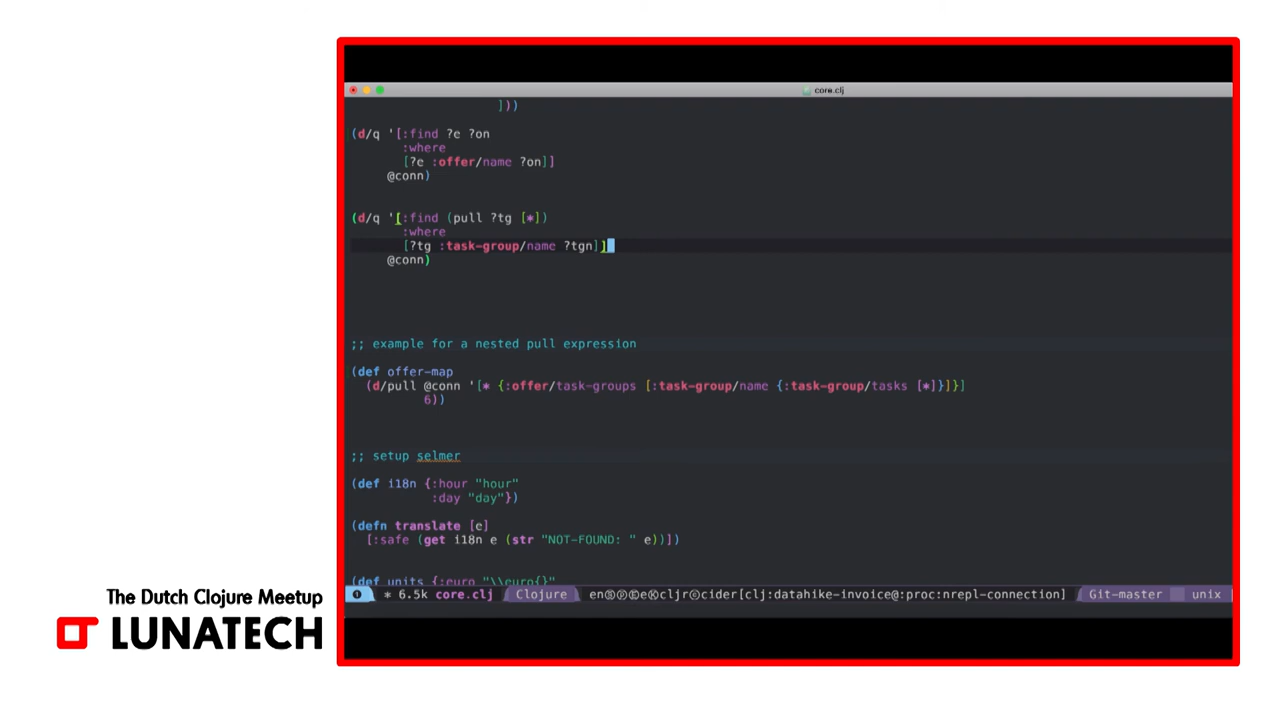 core.clj
]))
(d/q '[:find ?e ?on
:where
[?e :offer/name ?on]]
@conn)
(d/q '[:find (pull ?tg [*])
:where
[?tg :task-group/name ?tgn]]
@conn)
;; example for a nested pull expression
(def offer-map
(d/pull @conn '[* {:offer/task-groups [:task-group/name {:task-group/tasks [*]}]}]
6))
;; setup selmer
(def i18n {:hour "hour"
:day "day"})
(defn translate [e]
[:safe (get i18n e (str "NOT-FOUND: " e))])
(def units {:euro "\\euro{}"
❶ * 6.5k core.clj Clojure enⓈⓟⒺeⓀcljrⓒcider[clj:datahike-invoice@:proc:nrepl-connection] Git-master unix
The Dutch Clojure Meetup
LUNATECH